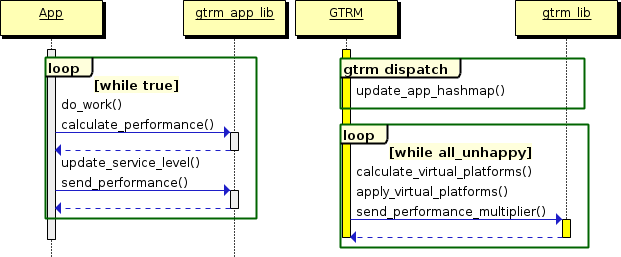 App
gtrm_app_lib
GTRM
gtrm_lib
loop
[while true]
do_work()
calculate_performance()
update_service_level()
send_performance()
gtrm dispatch
update_app_hashmap()
loop
[while all_unhappy]
calculate_virtual_platforms()
apply_virtual_platforms()
send_performance_multiplier()